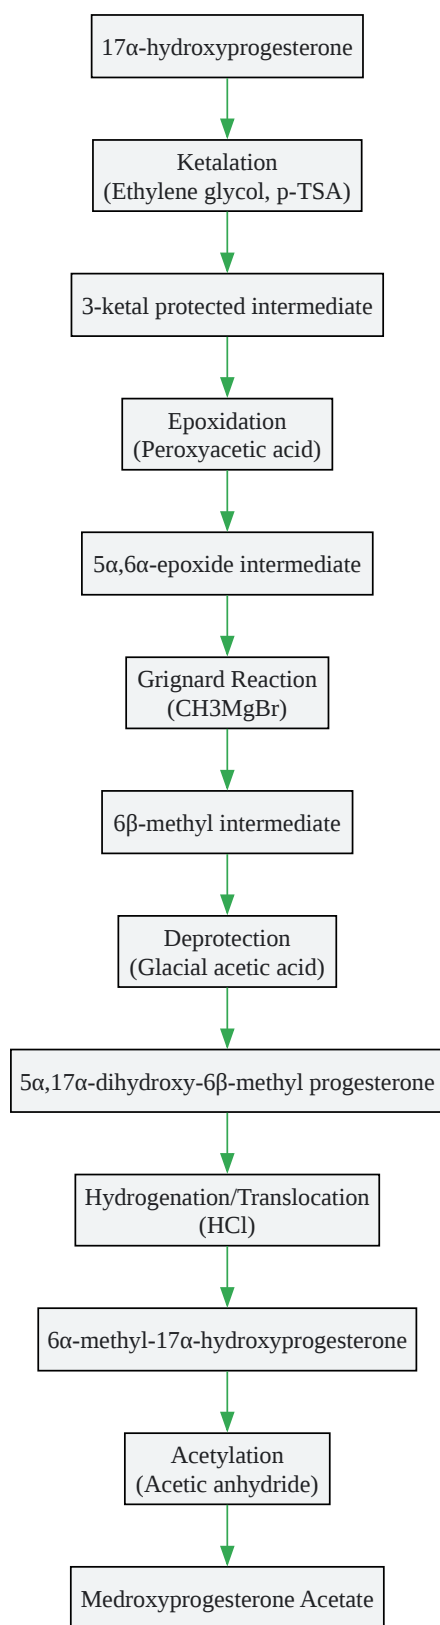 17α-hydroxyprogesterone
Ketalation
(Ethylene glycol, p-TSA)
3-ketal protected intermediate
Epoxidation
(Peroxyacetic acid)
5α,6α-epoxide intermediate
Grignard Reaction
(CH3MgBr)
6β-methyl intermediate
Deprotection
(Glacial acetic acid)
5α,17α-dihydroxy-6β-methyl progesterone
Hydrogenation/Translocation
(HCl)
6α-methyl-17α-hydroxyprogesterone
Acetylation
(Acetic anhydride)
Medroxyprogesterone Acetate